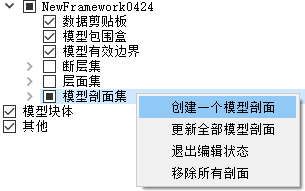 NewFramework0424
数据剪贴板
模型包围盒
模型有效边界
断层集
层面集
模型剖面集
模型块体
其他
创建一个模型剖面
更新全部模型剖面
退出编辑状态
移除所有剖面